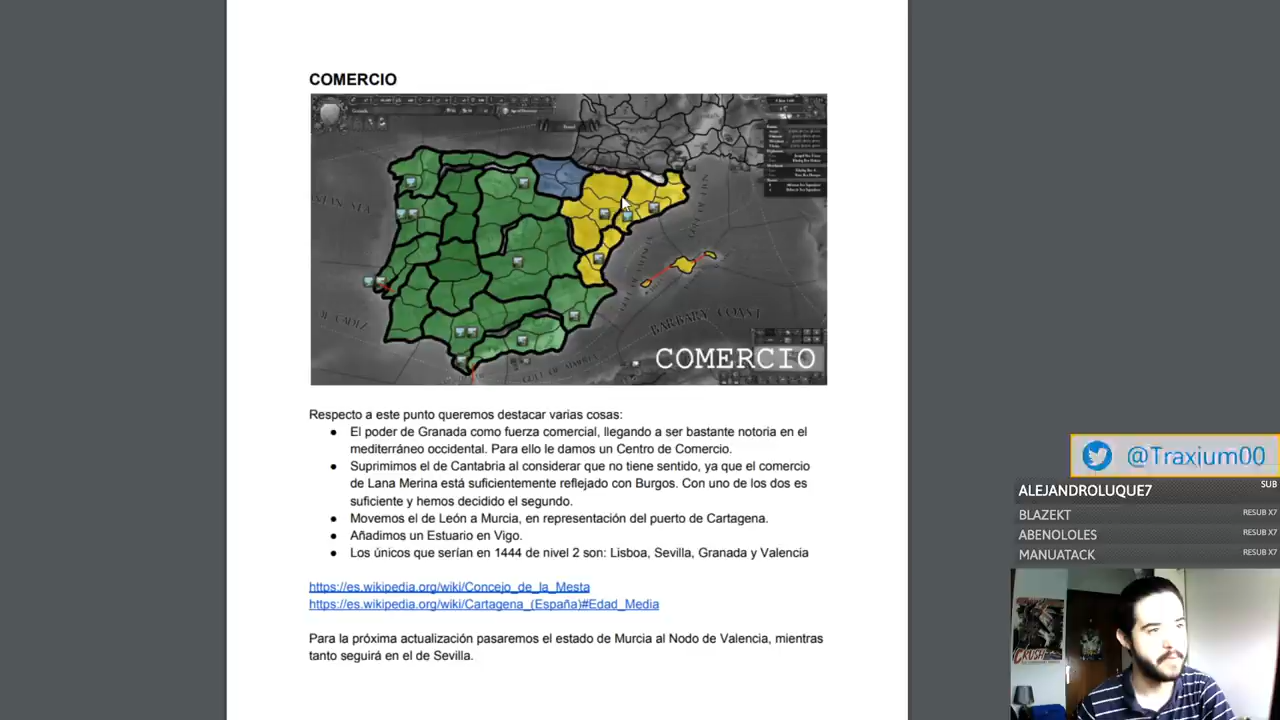 COMERCIO
BARBARY COAST
COMERCIO
Respecto a este punto queremos destacar varias cosas:
● El poder de Granada como fuerza comercial, llegando a ser bastante notoria en el
mediterráneo occidental. Para ello le damos un Centro de Comercio.
● Suprimimos el de Cantabria al considerar que no tiene sentido, ya que el comercio
de Lana Merina está suficientemente reflejado con Burgos. Con uno de los dos es
suficiente y hemos decidido el segundo.
● Movemos el de León a Murcia, en representación del puerto de Cartagena.
● Añadimos un Estuario en Vigo.
● Los únicos que serían en 1444 de nivel 2 son: Lisboa, Sevilla, Granada y Valencia
https://es.wikipedia.org/wiki/Concejo_de_la_Mesta
https://es.wikipedia.org/wiki/Cartagena_(España)#Edad_Media
Para la próxima actualización pasaremos el estado de Murcia al Nodo de Valencia, mientras
tanto seguirá en el de Sevilla.
@Traxium00
ALEJANDROLUQUE7 SUB
BLAZEKT RESUB X7
ABENOLOLES RESUB X7
MANUATACK RESUB X7
CRUSH